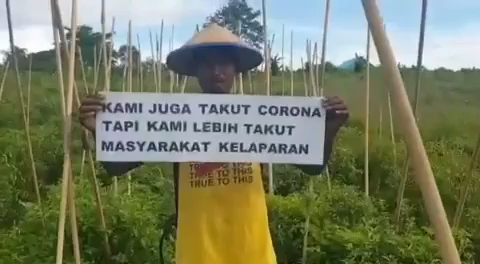 KAMI JUGA TAKUT CORONA
TAPI KAMI LEBIH TAKUT
MASYARAKAT KELAPARAN
TRUE TO THIS
TRUE TO THIS